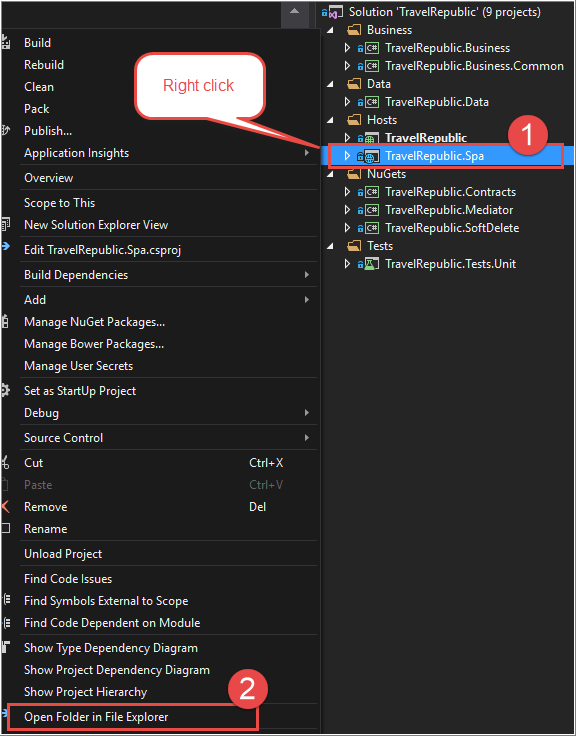 Build
Rebuild
Clean
Pack
Publish...
Application Insights
Overview
Scope to This
New Solution Explorer View
Edit TravelRepublic.Spa.csproj
Build Dependencies
Add
Manage NuGet Packages...
Manage Bower Packages...
Manage User Secrets
Set as StartUp Project
Debug
Source Control
Cut Ctrl+X
Paste Ctrl+V
Remove Del
Rename
Unload Project
Find Code Issues
Find Symbols External to Scope
Find Code Dependent on Module
Show Type Dependency Diagram
Show Project Dependency Diagram
Show Project Hierarchy
2
Open Folder in File Explorer
Right click
Solution 'TravelRepublic' (9 projects)
Business
C# TravelRepublic.Business
C# TravelRepublic.Business.Common
Data
C# TravelRepublic.Data
Hosts
TravelRepublic
1
TravelRepublic.Spa
NuGets
C# TravelRepublic.Contracts
C# TravelRepublic.Mediator
C# TravelRepublic.SoftDelete
Tests
TravelRepublic.Tests.Unit